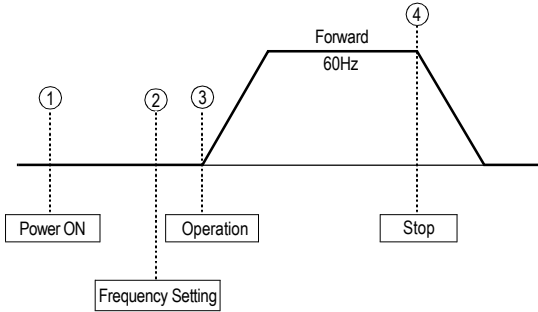 ④
Forward
60Hz
① ② ③
Power ON Operation Stop
Frequency Setting